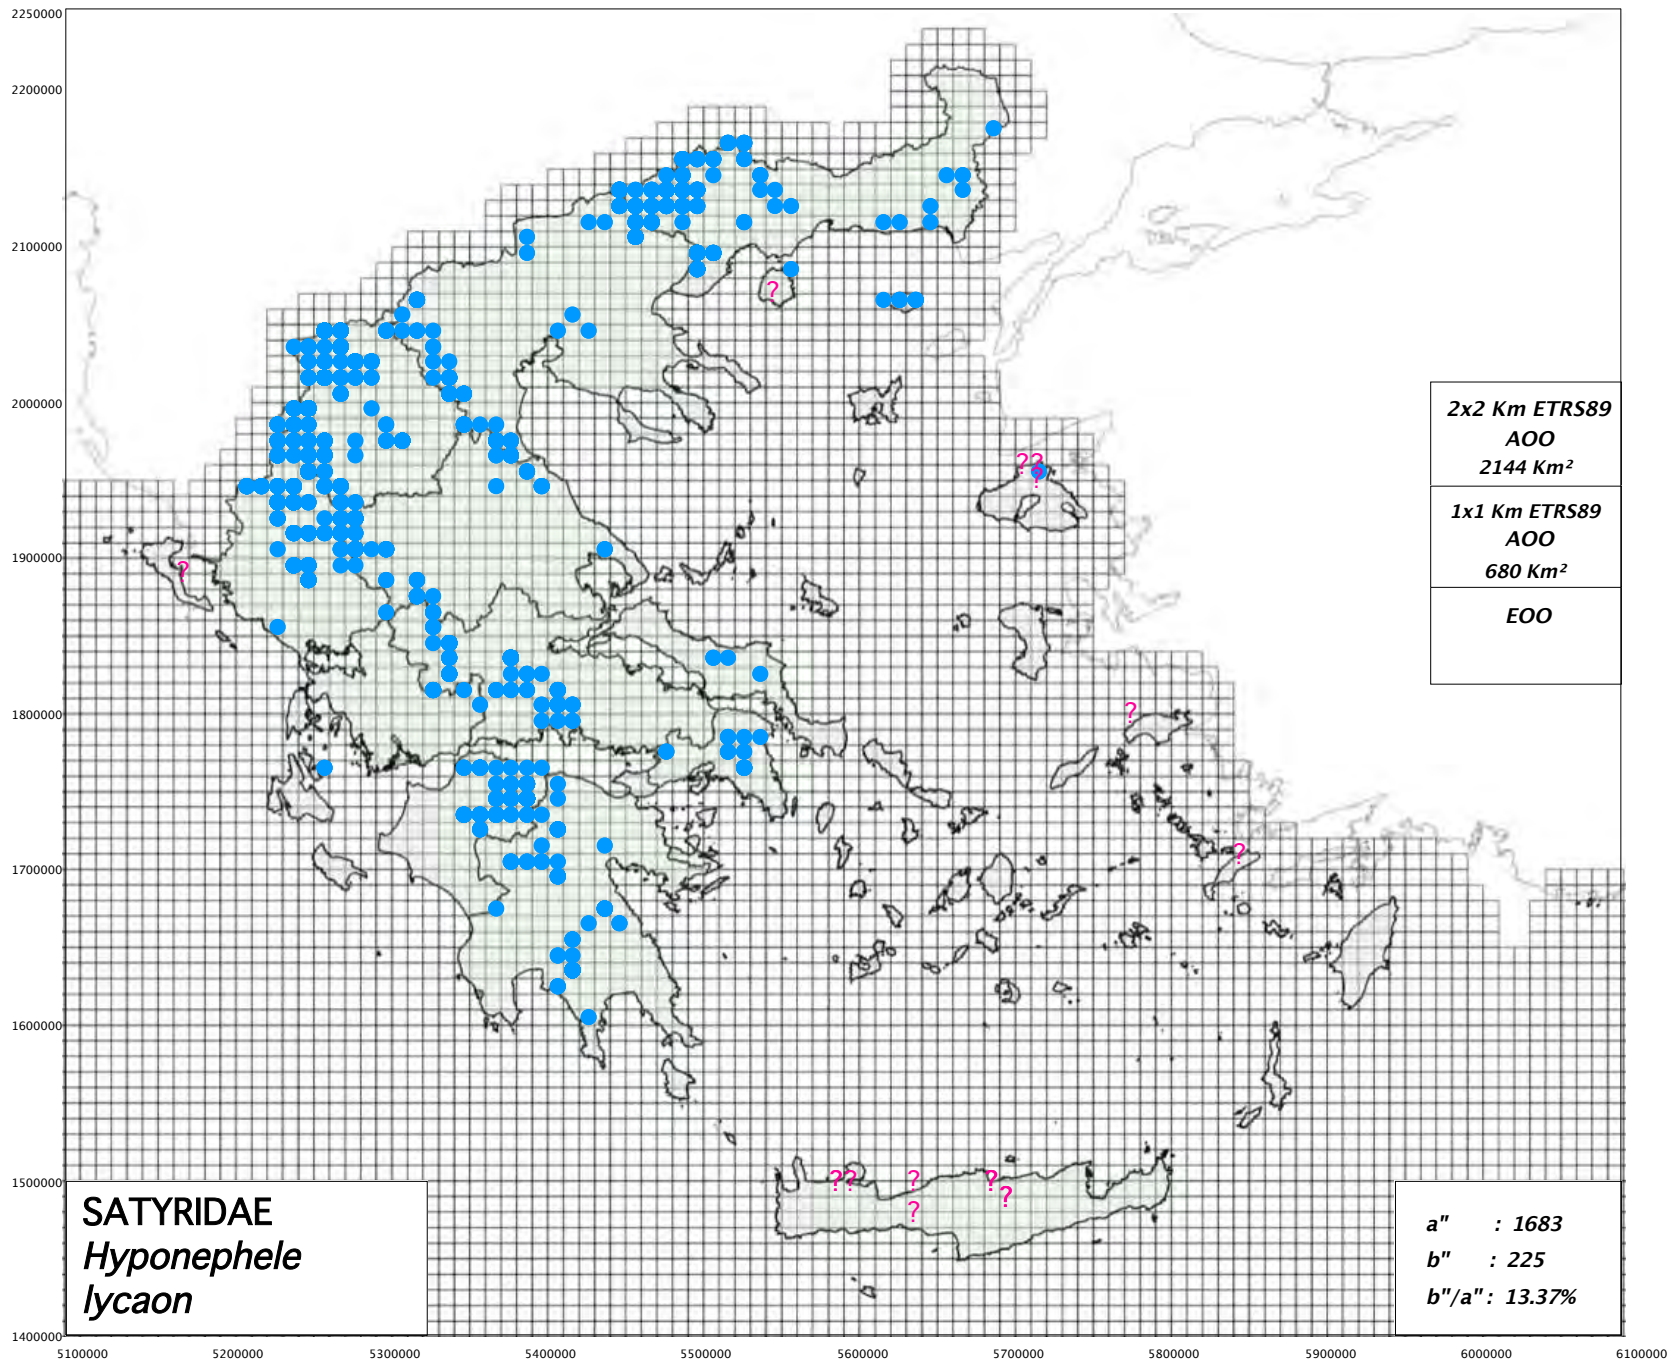 2250000
2200000
2100000
2000000
1900000
1800000
1700000
1600000
1500000
1400000
5100000 5200000 5300000 5400000 5500000 5600000 5700000 5800000 5900000 6000000 6100000
?
? ?
?
?
?
?
? ? ? ?
?
?
2x2 Km ETRS89
AOO
2144 Km²
1x1 Km ETRS89
AOO
680 Km²
EOO
SATYRIDAE
Hyponephele
lycaon
a" : 1683
b" : 225
b"/a" : 13.37%